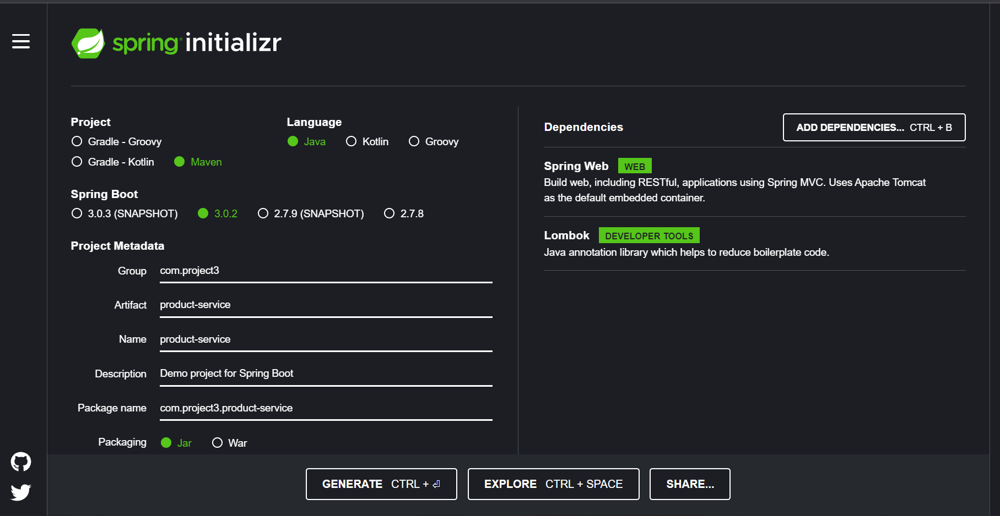 spring initializr
Project
Gradle - Groovy
Gradle - Kotlin Maven
Language
Java Kotlin Groovy
Spring Boot
3.0.3 (SNAPSHOT) 3.0.2 2.7.9 (SNAPSHOT) 2.7.8
Project Metadata
Group com.project3
Artifact product-service
Name product-service
Description Demo project for Spring Boot
Package name com.project3.product-service
Packaging Jar War
Dependencies ADD DEPENDENCIES... CTRL + B
Spring Web WEB
Build web, including RESTful, applications using Spring MVC. Uses Apache Tomcat
as the default embedded container.
Lombok DEVELOPER TOOLS
Java annotation library which helps to reduce boilerplate code.
GENERATE CTRL + ⏎ EXPLORE CTRL + SPACE SHARE...